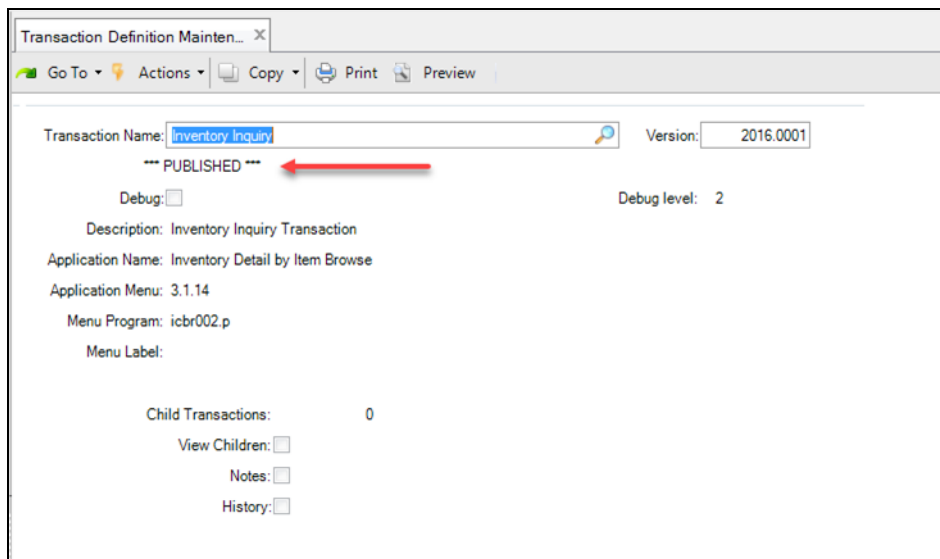 Transaction Definition Mainten... X
Go To Actions Copy Print Preview
Transaction Name: Inventory Inquiry Version: 2016.0001
*** PUBLISHED ***
Debug: Debug level: 2
Description: Inventory Inquiry Transaction
Application Name: Inventory Detail by Item Browse
Application Menu: 3.1.14
Menu Program: icbr002.p
Menu Label:
Child Transactions: 0
View Children:
Notes:
History: